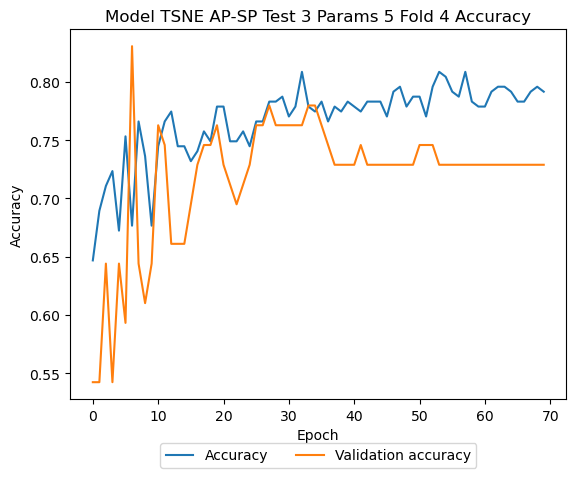 Model TSNE AP-SP Test 3 Params 5 Fold 4 Accuracy
0.80
0.75
0.70
0.65
0.60
0.55
Accuracy
0 10 20 30 40 50 60 70
Epoch
Accuracy Validation accuracy